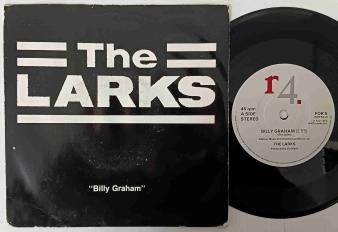 The
LARKS
"Billy Graham"
r4.
45 rpm
A SIDE
STEREO
BILLY GRAHAM
THE LARKS